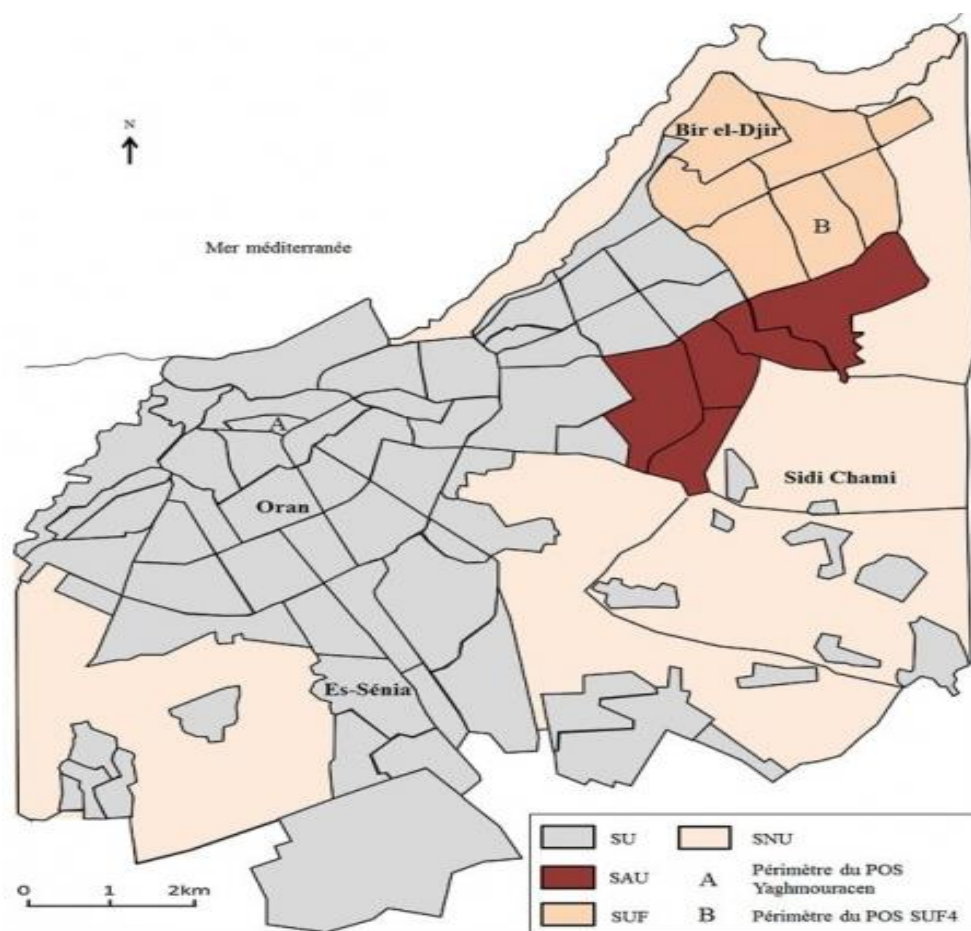 Bir el-Djir
N
B
Mer méditerranée
A
Sidi Chami
Oran
Es-Sénia
0 1 2km
SU
SNU
SAU
A
Périmètre du POS
Yaghmouracen
SUF
B
Périmètre du POS SUF4